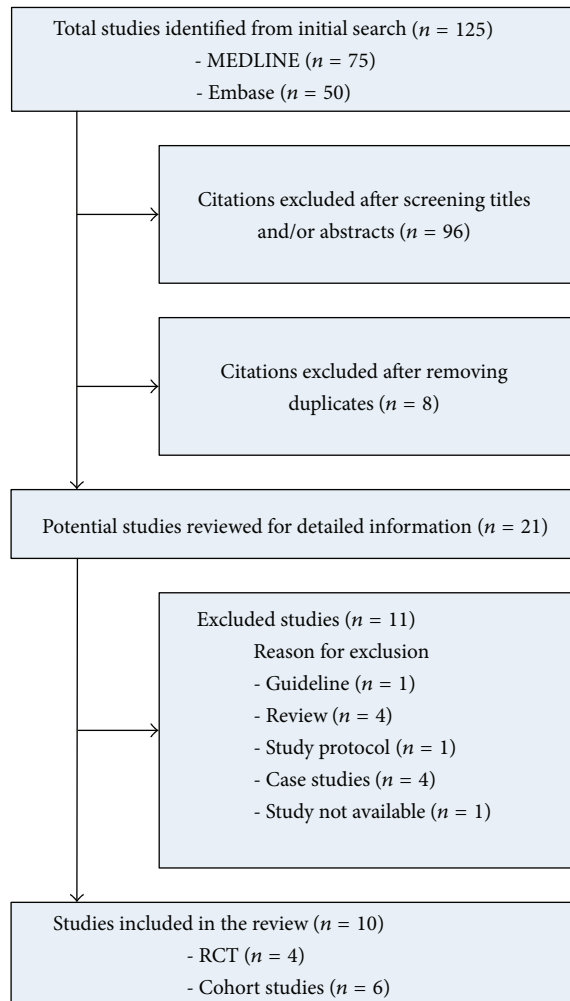 Total studies identified from initial search (n = 125)
- MEDLINE (n = 75)
- Embase (n = 50)
Citations excluded after screening titles
and/or abstracts (n = 96)
Citations excluded after removing
duplicates (n = 8)
Potential studies reviewed for detailed information (n = 21)
Excluded studies (n = 11)
Reason for exclusion
- Guideline (n = 1)
- Review (n = 4)
- Study protocol (n = 1)
- Case studies (n = 4)
- Study not available (n = 1)
Studies included in the review (n = 10)
- RCT (n = 4)
- Cohort studies (n = 6)